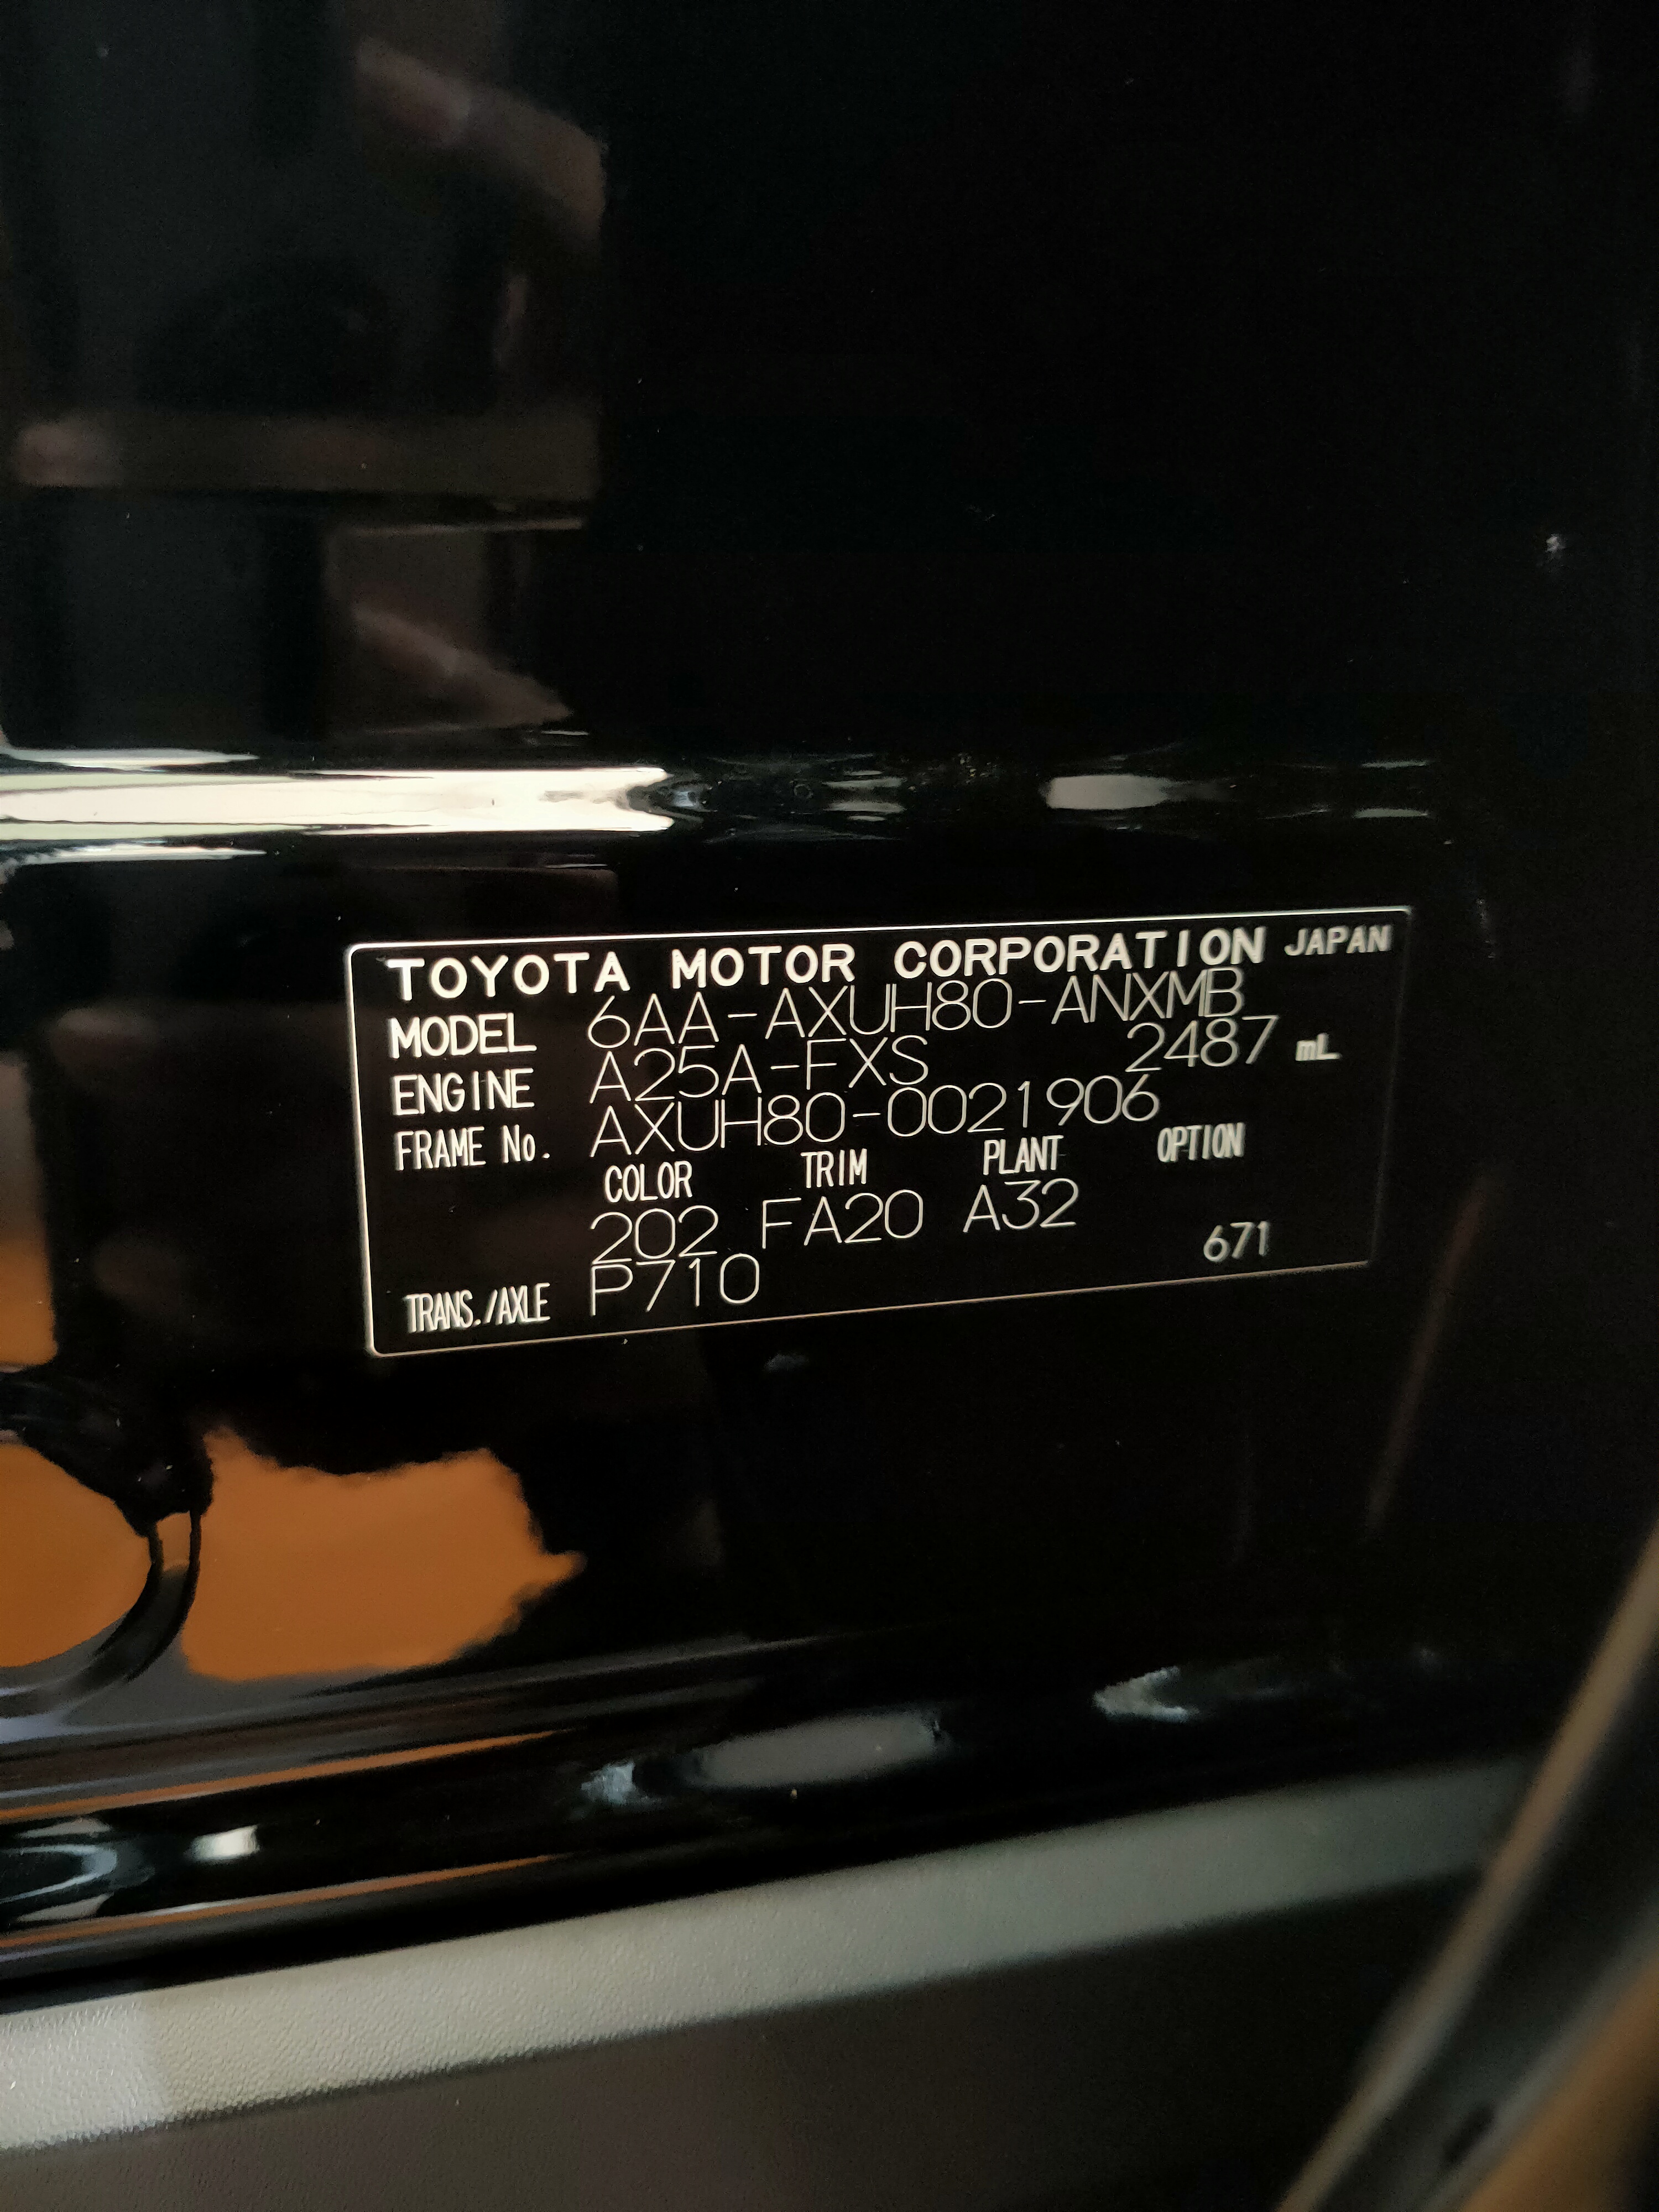 TOYOTA MOTOR CORPORATION JAPAN
MODEL 6AA-AXUH80-ANXMB
ENGINE A25A-FXS 2487 mL
FRAME No. AXUH80-0021906
COLOR TRIM PLANT OPTION
202 FA20 A32
671
TRANS./AXLE P710